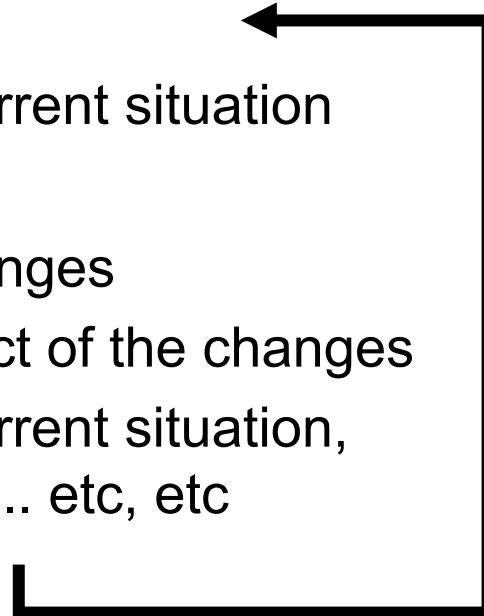 rrent situation
nges
ct of the changes
rrent situation,
.. etc, etc